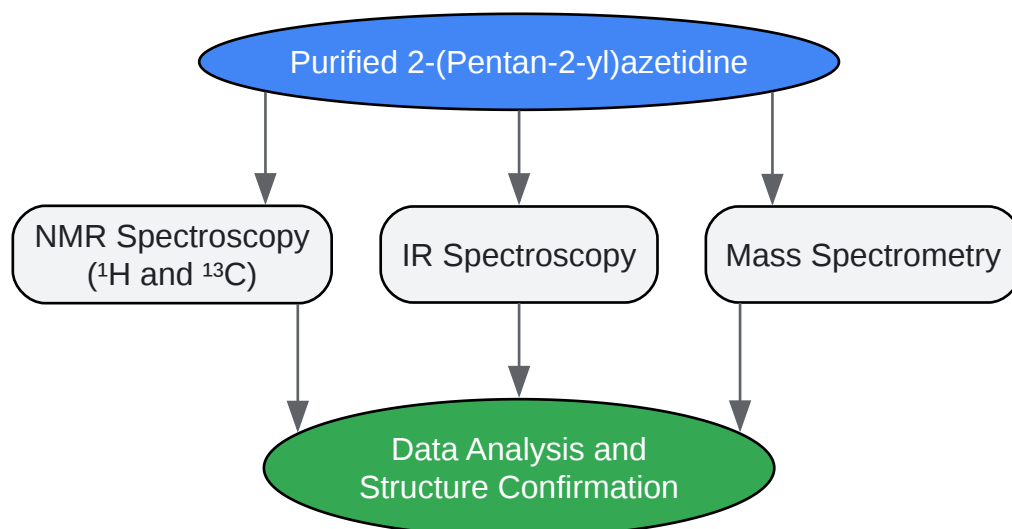 Purified 2-(Pentan-2-yl)azetidine
NMR Spectroscopy
(¹H and ¹³C)
IR Spectroscopy
Mass Spectrometry
Data Analysis and
Structure Confirmation